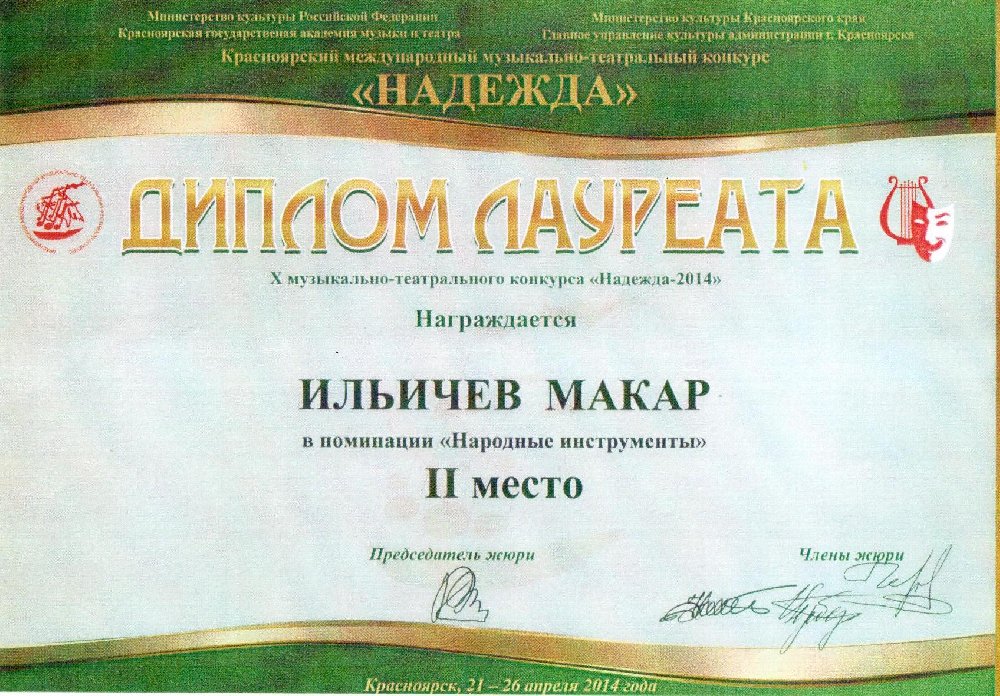 Министерство культуры Российской Федерации
Красноярская государственная академия музыки и театра
Министерство культуры Красноярского края
Главное управление культуры администрации г. Красноярска
Красноярский международный музыкально-театральный конкурс
«НАДЕЖДА»
ДИПЛОМ ЛАУРЕАТА
X музыкально-театрального конкурса «Надежда-2014»
Награждается
ИЛЬИЧЕВ МАКАР
в номинации «Народные инструменты»
II место
Председатель жюри
Члены жюри
Красноярск, 21 – 26 апреля 2014 года